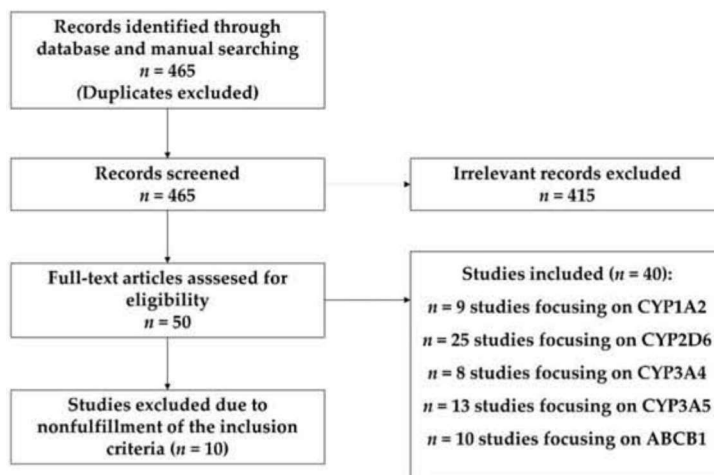 Records identified through
database and manual searching
n = 465
(Duplicates excluded)
Records screened
n = 465
Irrelevant records excluded
n = 415
Full-text articles asssesed for
eligibility
n = 50
Studies included (n = 40):
n = 9 studies focusing on CYP1A2
n = 25 studies focusing on CYP2D6
n = 8 studies focusing on CYP3A4
n = 13 studies focusing on CYP3A5
n = 10 studies focusing on ABCB1
Studies excluded due to
nonfulfillment of the inclusion
criteria (n = 10)